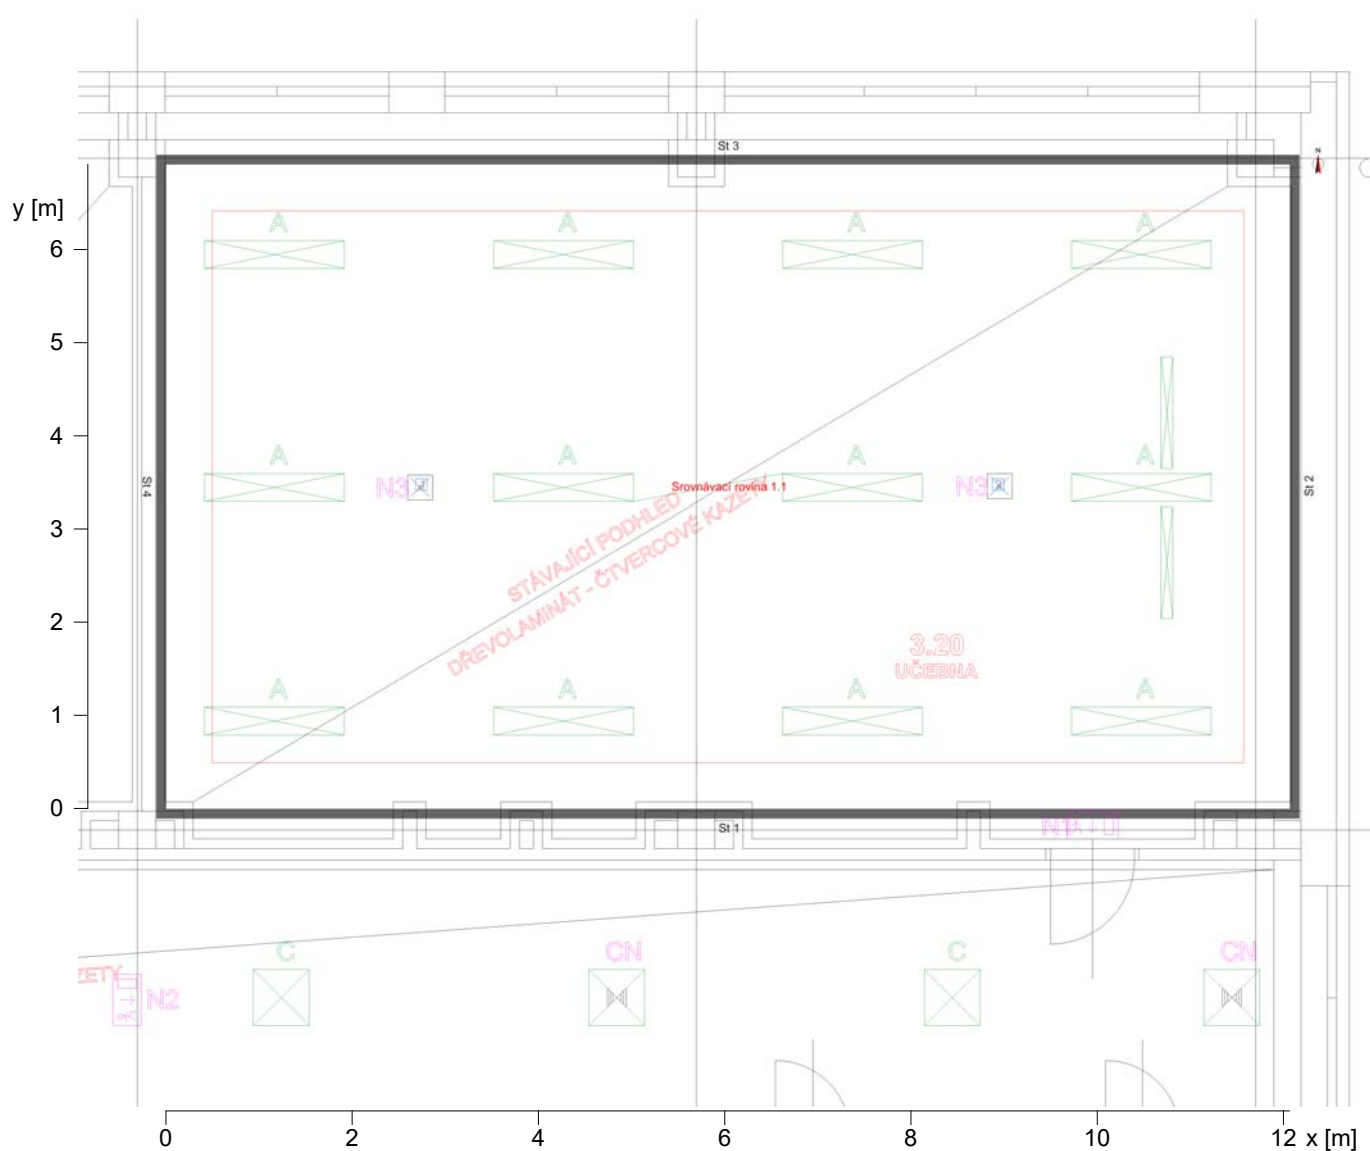 St 3
y [m]
A A A A
6
5
4
A A A A
St 4
N3
Srovnávací rovina 1.1
N3
St 2
3
STÁVAJÍCÍ PODHLED
DŘEVOLAMINÁT - ČTVERCOVÉ KAZETY
2
3.20
UČEBNA
A A A A
1
0
St 1
N1
C CN C CN
ZETY
N2
0 2 4 6 8 10 12 x [m]